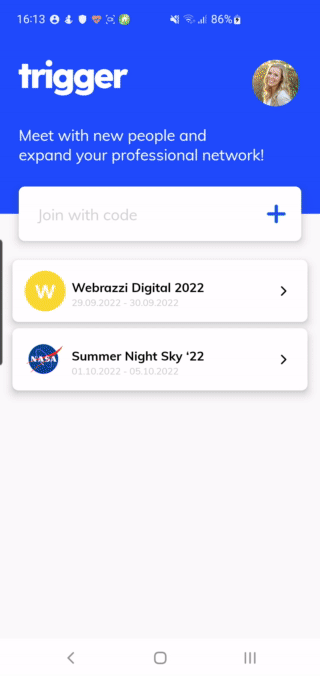 16:13 86%
trigger
Meet with new people and
expand your professional network!
Join with code
W
Webrazzi Digital 2022
29.09.2022 - 30.09.2022
NASA
Summer Night Sky ‘22
01.10.2022 - 05.10.2022